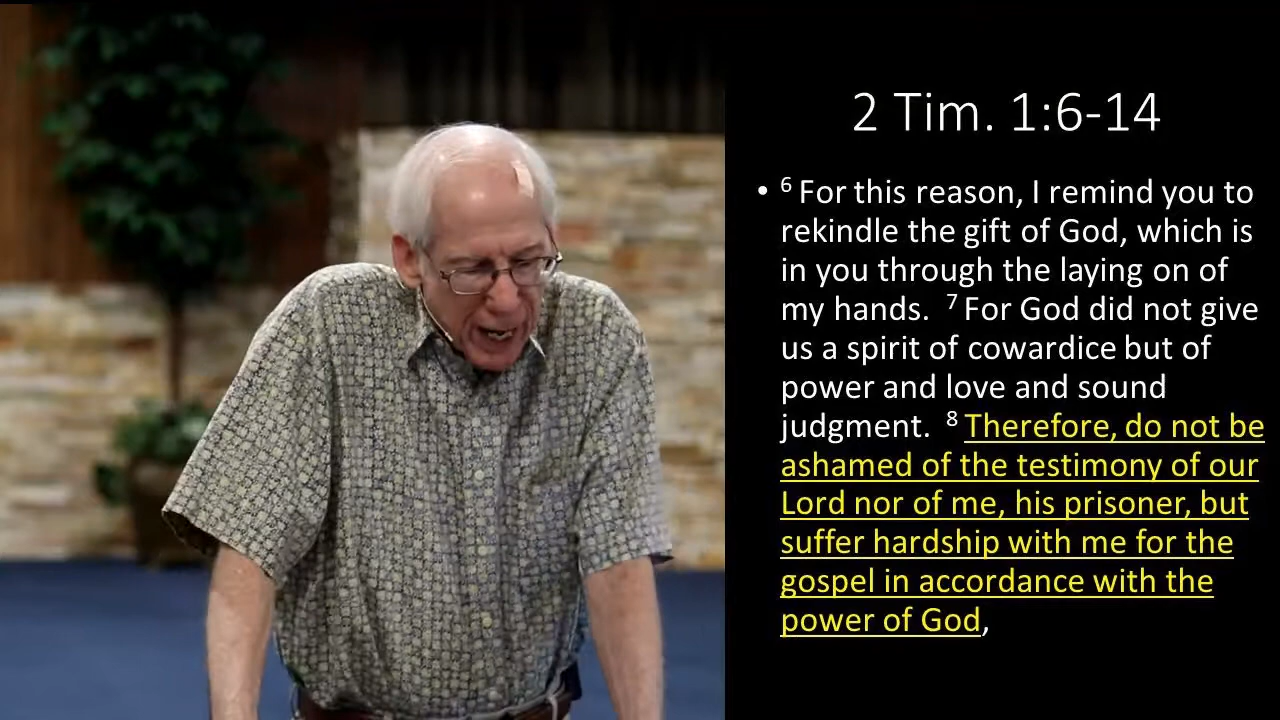 2 Tim. 1:6-14
• ⁶ For this reason, I remind you to
rekindle the gift of God, which is
in you through the laying on of
my hands. ⁷ For God did not give
us a spirit of cowardice but of
power and love and sound
judgment. ⁸ Therefore, do not be
ashamed of the testimony of our
Lord nor of me, his prisoner, but
suffer hardship with me for the
gospel in accordance with the
power of God,